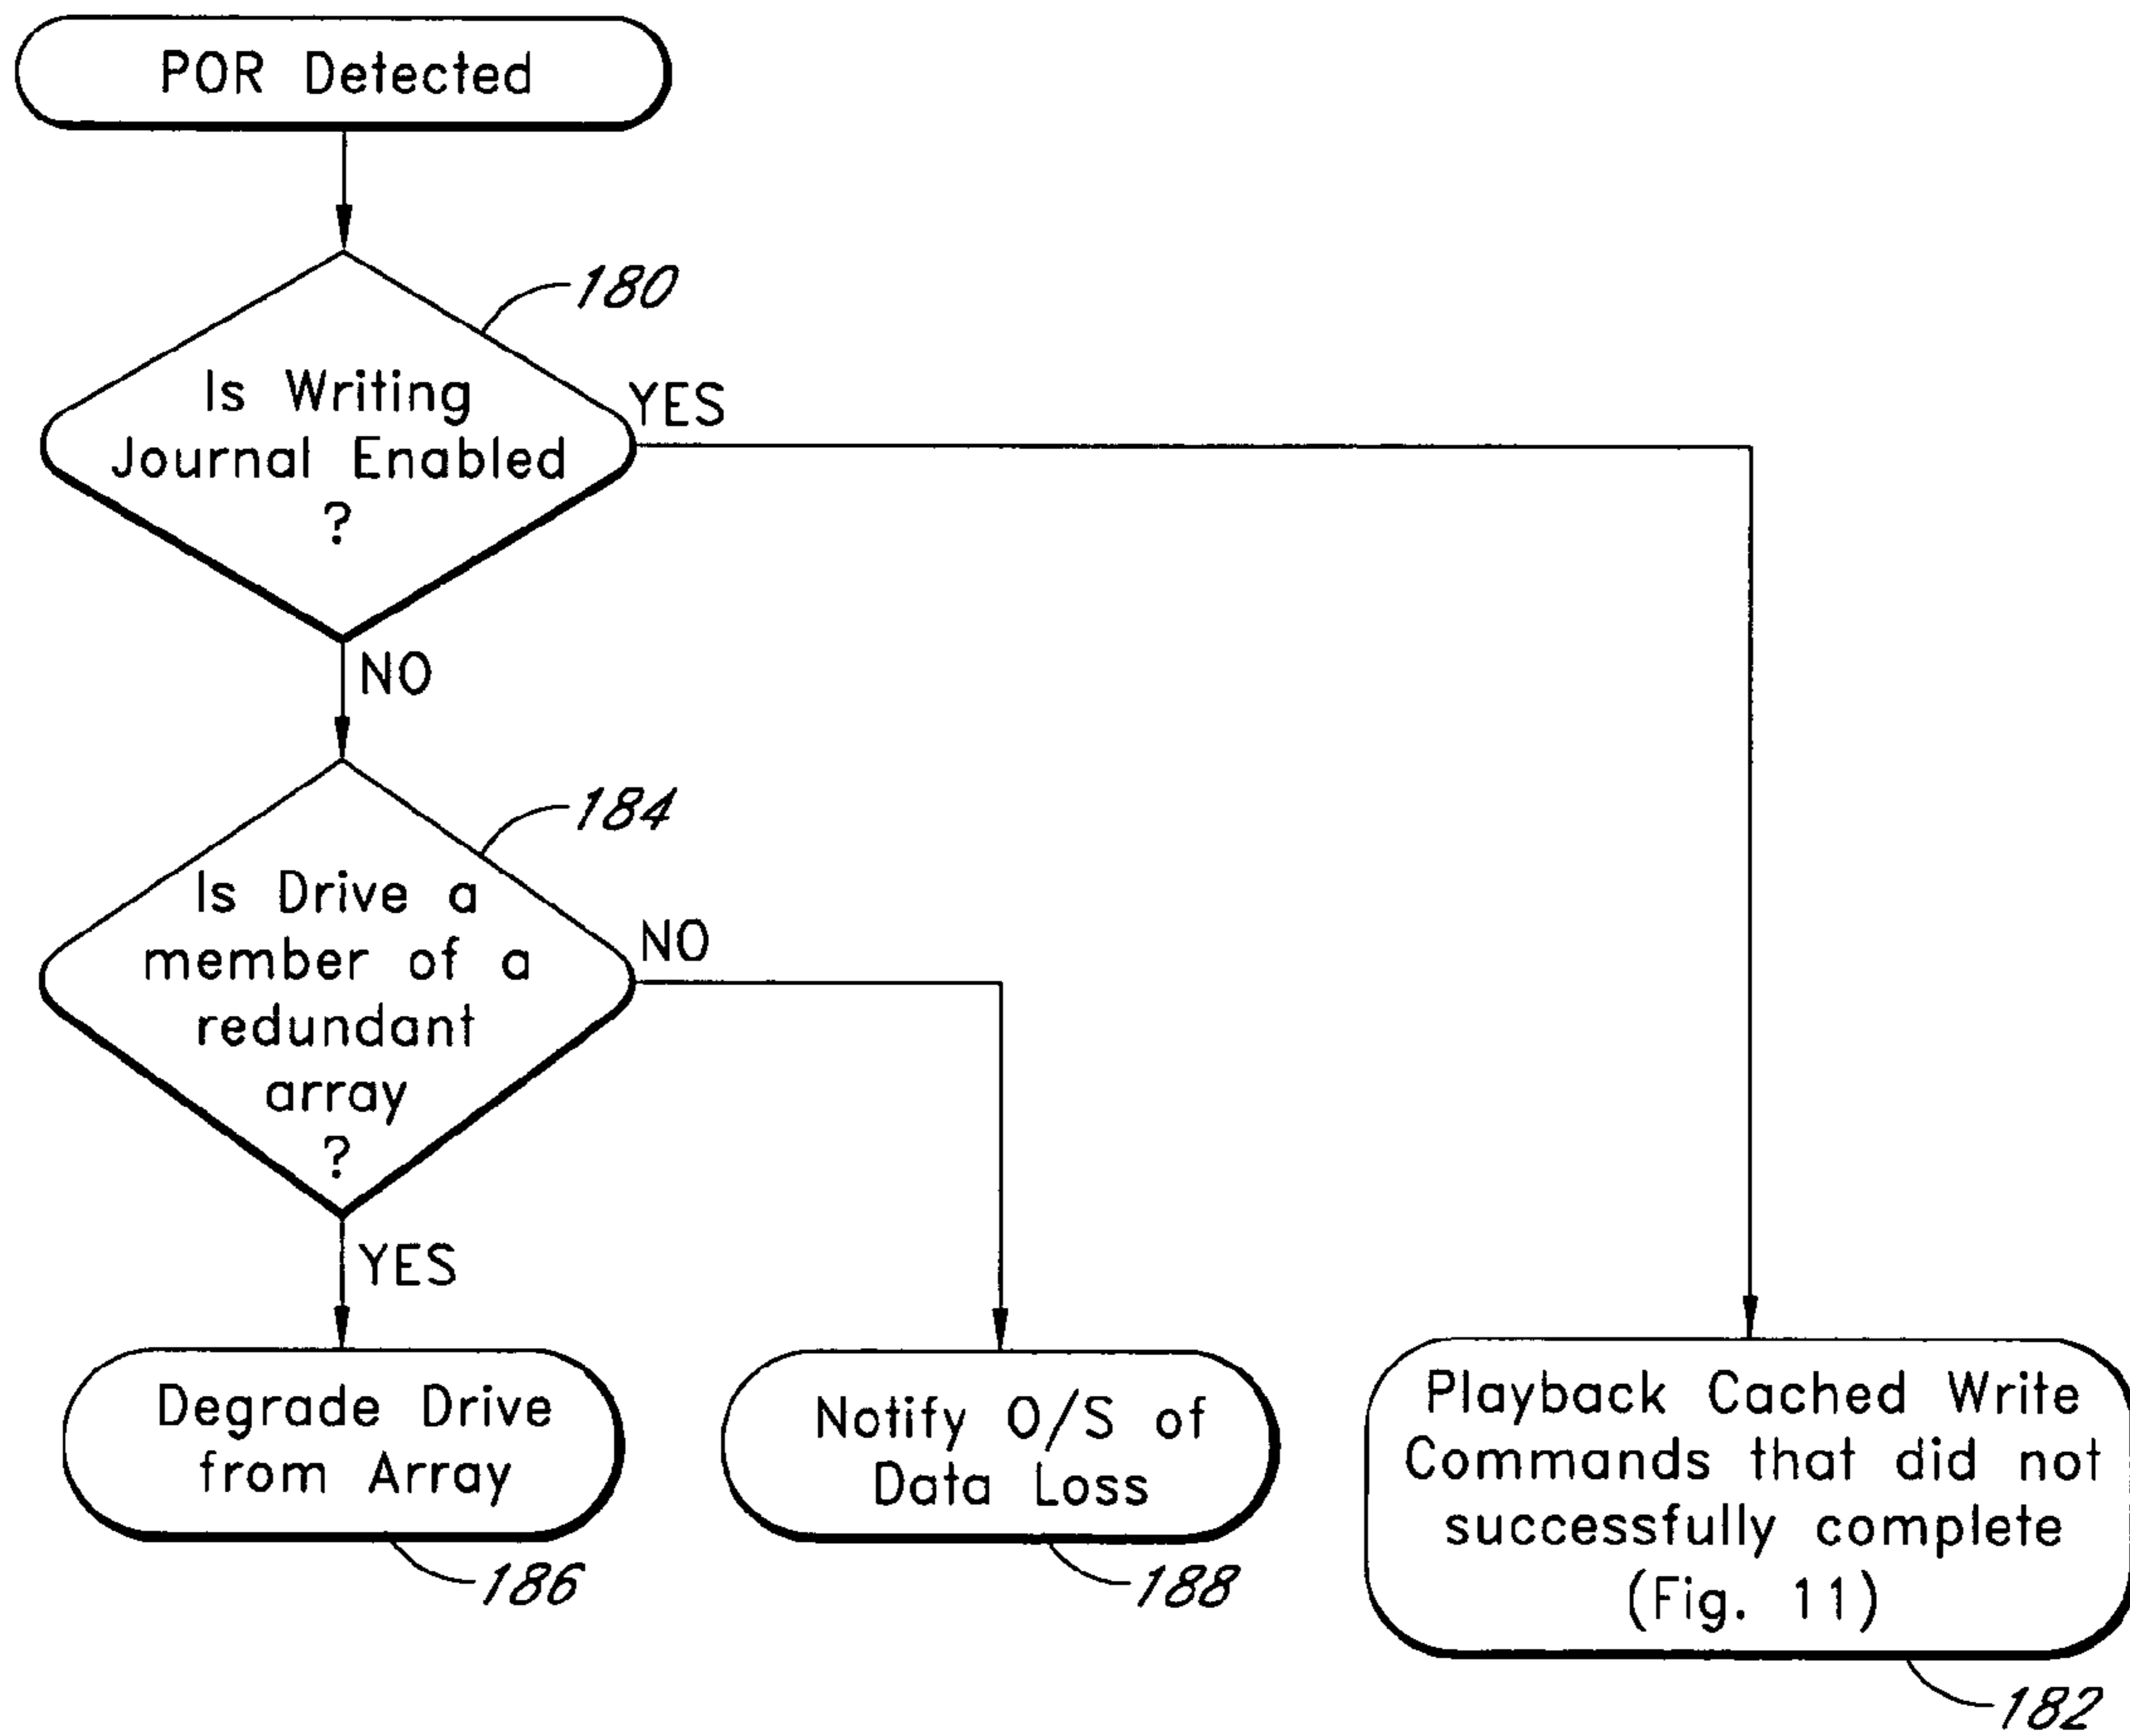 POR Detected
180
Is Writing
Journal Enabled
?
YES
NO
184
Is Drive a
member of a
redundant
array
?
NO
YES
Degrade Drive
from Array
186
Notify O/S of
Data Loss
188
Playback Cached Write
Commands that did not
successfully complete
(Fig. 11)
182